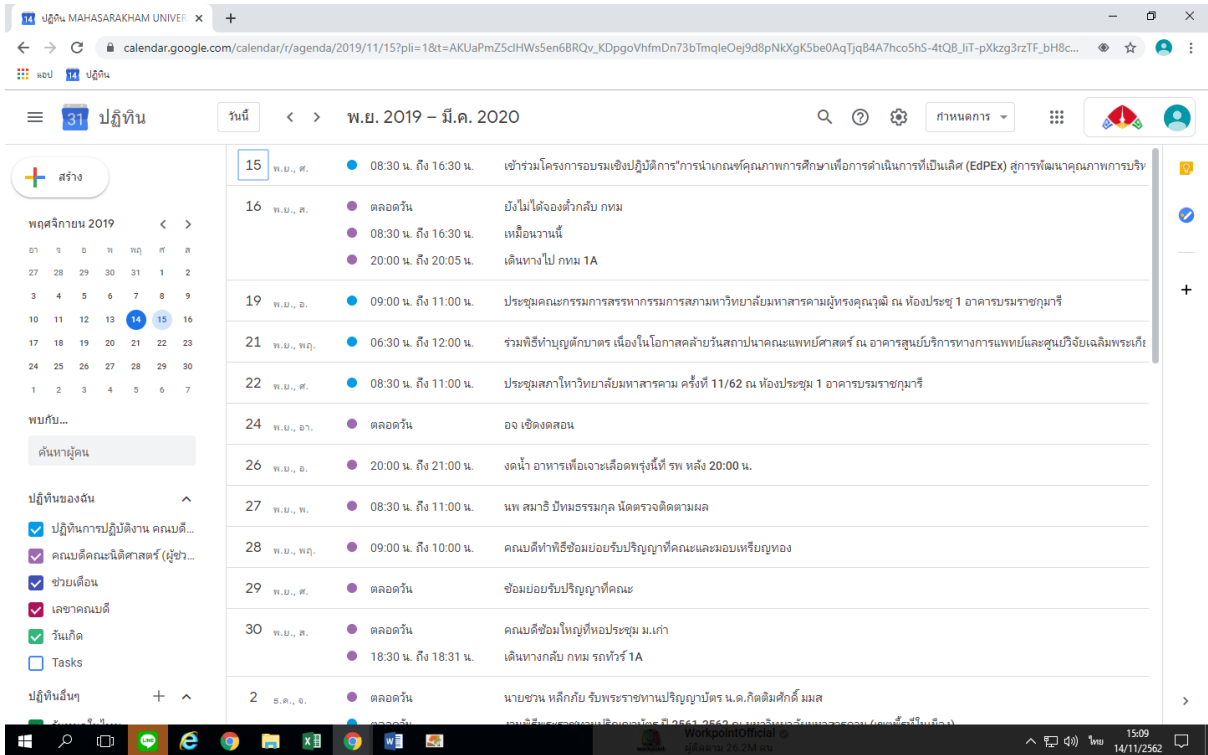 ปฏิทิน MAHASARAKHAM UNIVER
calendar.google.com/calendar/r/agenda/2019/11/15?pli=1&t=AKUaPmZ5clHWs5en6BRQv_KDpgoVhfmDn73bTmqleOej9d8pNkXgK5be0AqTjqB4A7hco5hS-4tQB_IiT-pXkzg3rzTF_bH8c...
แอป 14 ปฏิทิน
31 ปฏิทิน วันนี้ พ.ย. 2019 – มี.ค. 2020 กำหนดการ
สร้าง
พฤศจิกายน 2019
อา จ อ พ พฤ ศ ส
27 28 29 30 31 1 2
3 4 5 6 7 8 9
10 11 12 13 14 15 16
17 18 19 20 21 22 23
24 25 26 27 28 29 30
1 2 3 4 5 6 7
พบกับ...
ค้นหาผู้คน
ปฏิทินของฉัน
ปฏิทินการปฏิบัติงาน คณบดี...
คณบดีคณะนิติศาสตร์ (ผู้ช่ว...
ช่วยเตือน
เลขาคณบดี
วันเกิด
Tasks
ปฏิทินอื่นๆ
15 พ.ย., ศ. 08:30 น. ถึง 16:30 น. เข้าร่วมโครงการอบรมเชิงปฏิบัติการ"การนำเกณฑ์คุณภาพการศึกษาเพื่อการดำเนินการที่เป็นเลิศ (EdPEx) สู่การพัฒนาคุณภาพการบริห
16 พ.ย., ส. ตลอดวัน ยังไม่ได้จองตั๋วกลับ กทม
08:30 น. ถึง 16:30 น. เหมือนวานนี้
20:00 น. ถึง 20:05 น. เดินทางไป กทม 1A
19 พ.ย., อ. 09:00 น. ถึง 11:00 น. ประชุมคณะกรรมการสรรหากรรมการสภามหาวิทยาลัยมหาสารคามผู้ทรงคุณวุฒิ ณ ห้องประชุ 1 อาคารบรมราชกุมารี
21 พ.ย., พฤ. 06:30 น. ถึง 12:00 น. ร่วมพิธีทำบุญตักบาตร เนื่องในโอกาสคล้ายวันสถาปนาคณะแพทย์ศาสตร์ ณ อาคารสูนย์บริการทางการแพทย์และศูนย์วิจัยเฉลิมพระเกีย
22 พ.ย., ศ. 08:30 น. ถึง 11:00 น. ประชุมสภาใหาวิทยาลัยมหาสารคาม ครั้งที่ 11/62 ณ ห้องประชุม 1 อาคารบรมราชกุมารี
24 พ.ย., อา. ตลอดวัน อจ เชิดงดสอน
26 พ.ย., อ. 20:00 น. ถึง 21:00 น. งดน้ำ อาหารเพื่อเจาะเลือดพรุ่งนี้ที่ รพ หลัง 20:00 น.
27 พ.ย., พ. 08:30 น. ถึง 11:00 น. นพ สมาธิ ปัทมธรรมกุล นัดตรวจติดตามผล
28 พ.ย., พฤ. 09:00 น. ถึง 10:00 น. คณบดีทำพิธีซ้อมย่อยรับปริญญาที่คณะและมอบเหรียญทอง
29 พ.ย., ศ. ตลอดวัน ซ้อมย่อยรับปริญญาที่คณะ
30 พ.ย., ส. ตลอดวัน คณบดีซ้อมใหญ่ที่หอประชุม ม.เก่า
18:30 น. ถึง 18:31 น. เดินทางกลับ กทม รถทัวร์ 1A
2 ธ.ค., จ. ตลอดวัน นายชวน หลีกภัย รับพระราชทานปริญญาบัตร น.ด.กิตติมศักดิ์ มมส
WorkpointOfficial
ผู้ติดตาม 26.2M คน
ไทย 15:09
14/11/2562